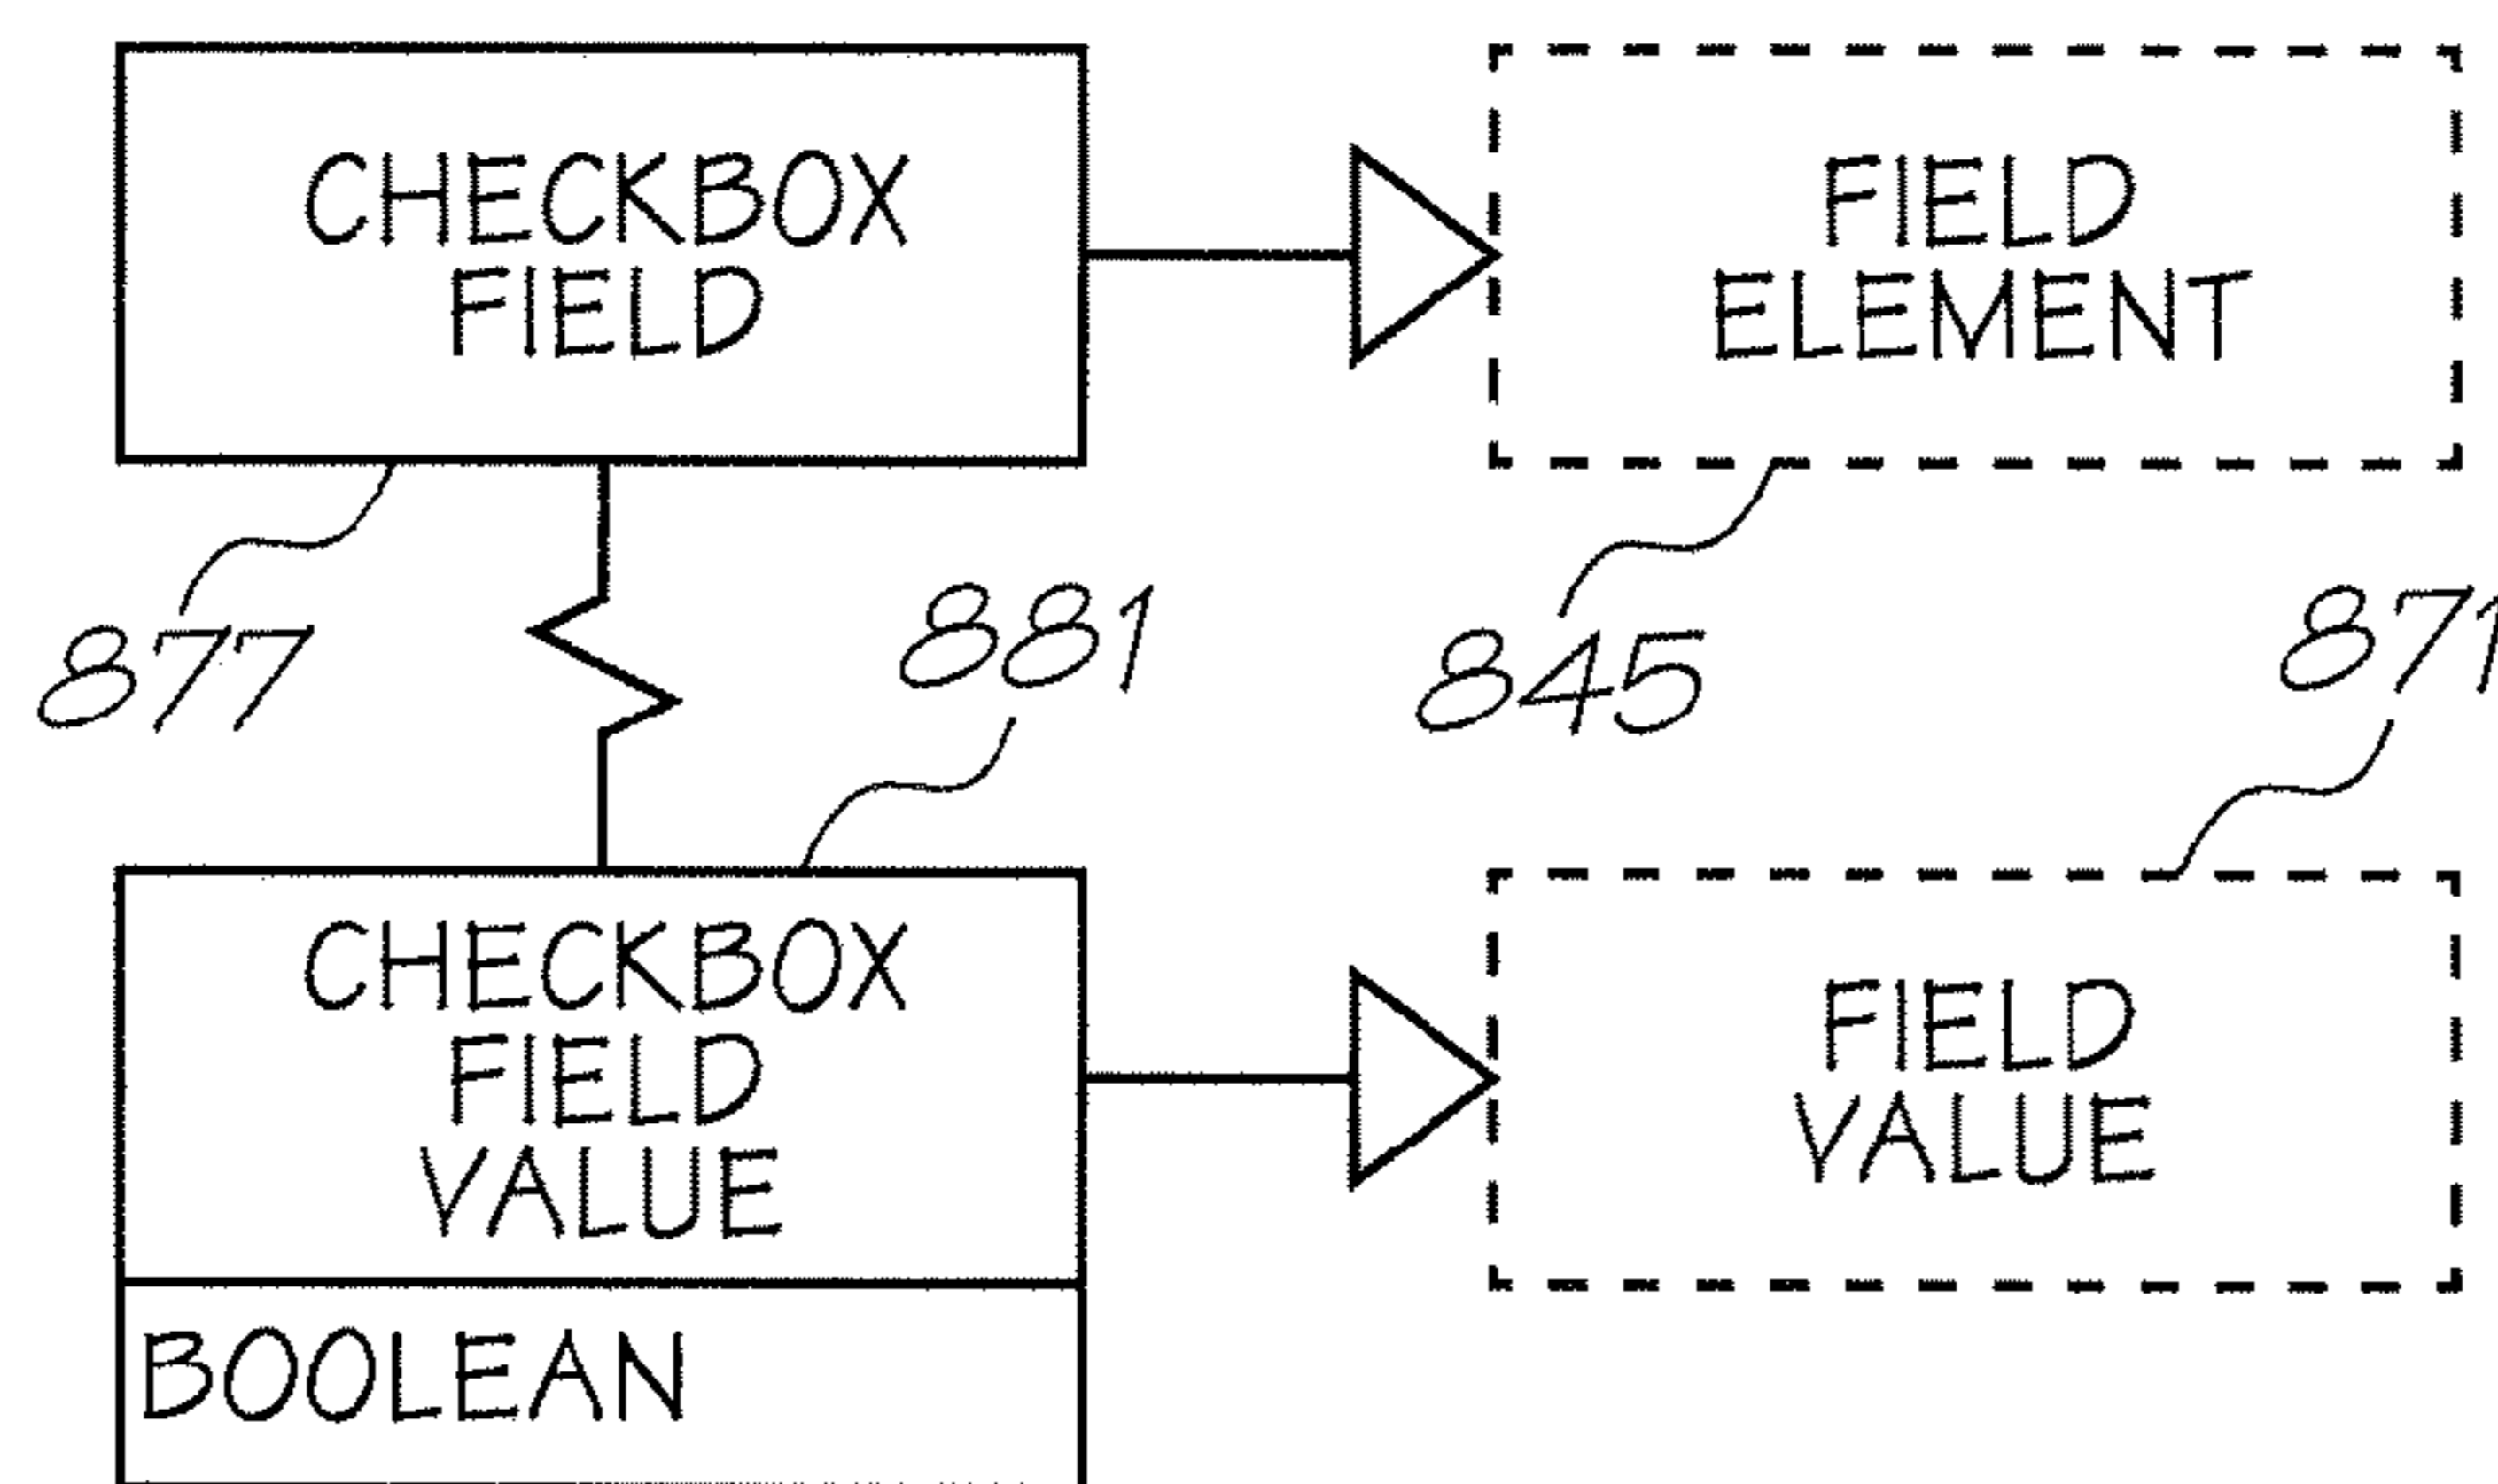 CHECKBOX
FIELD
FIELD
ELEMENT
877
881
845
871
CHECKBOX
FIELD
VALUE
FIELD
VALUE
BOOLEAN